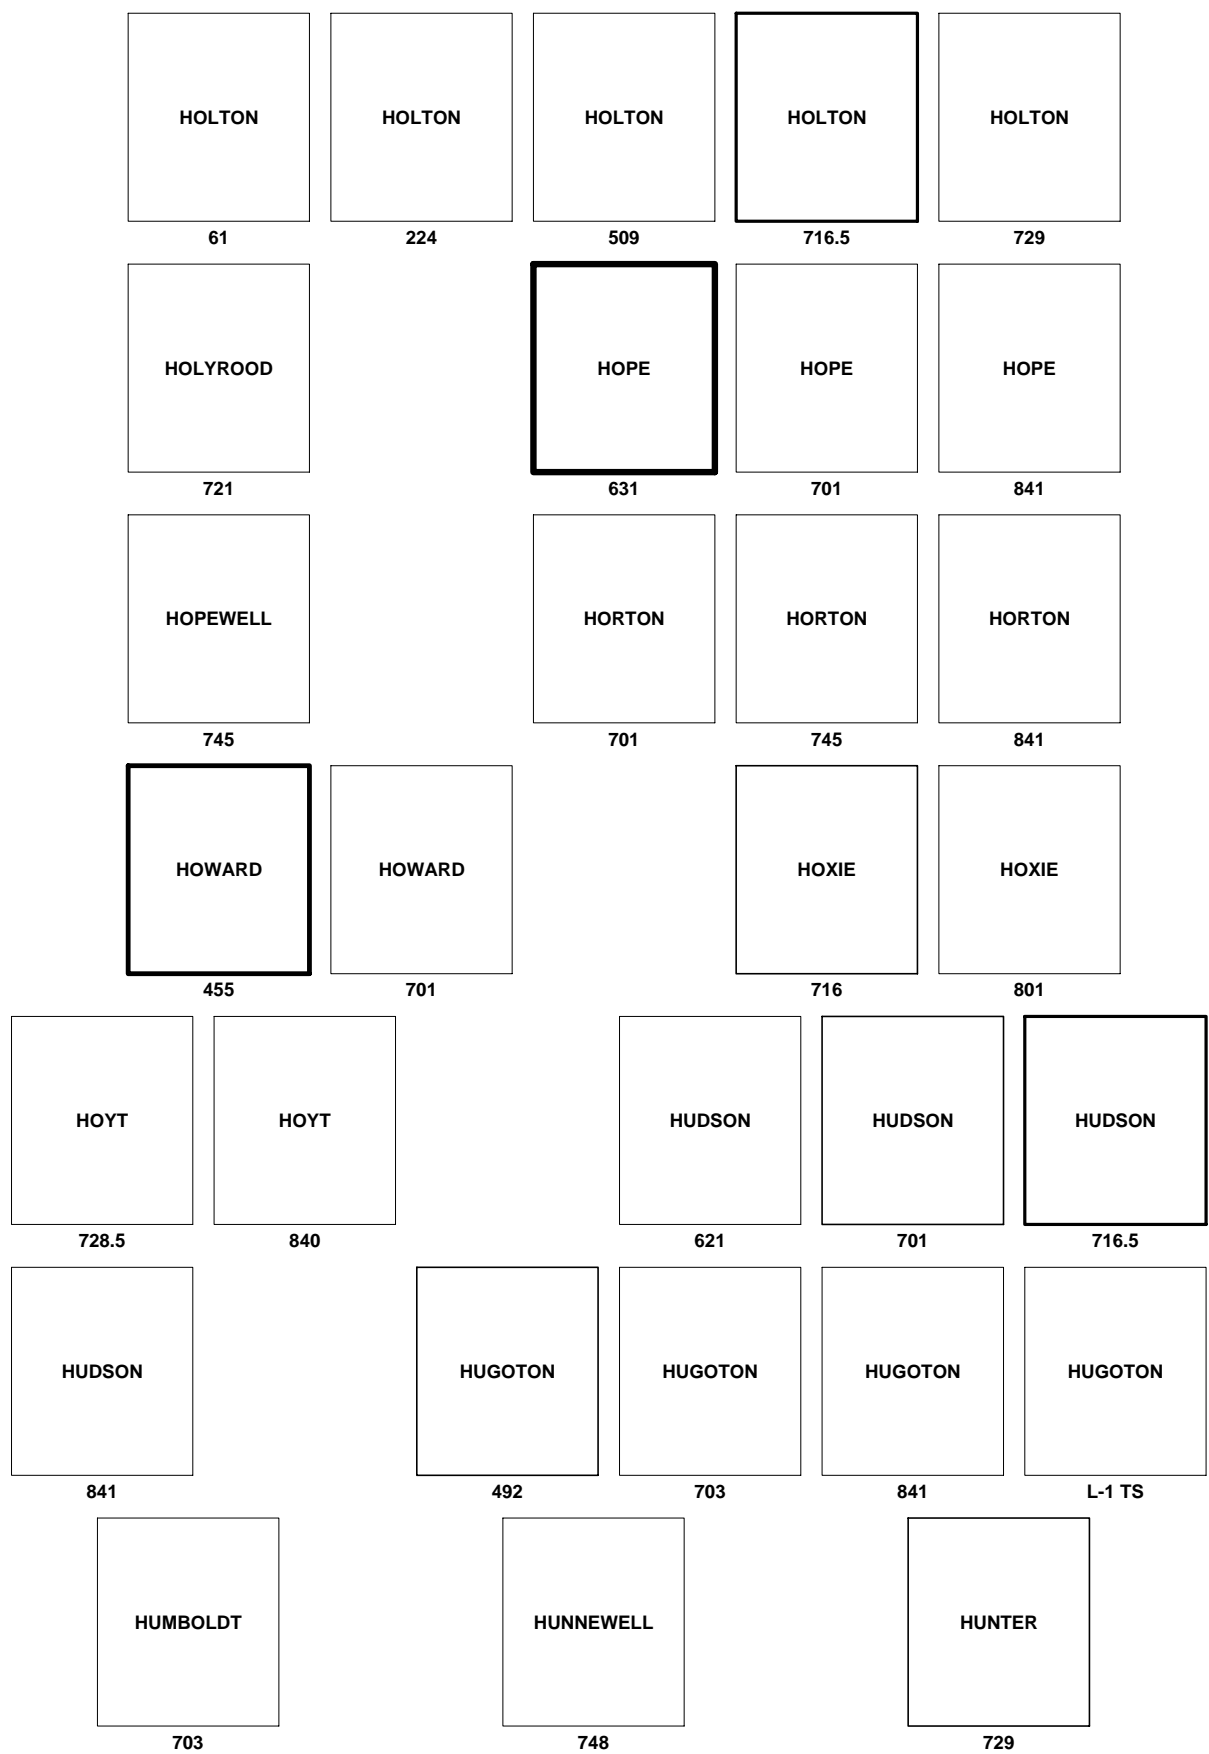 HOLTON HOLTON HOLTON HOLTON HOLTON
61 224 509 716.5 729
HOLYROOD HOPE HOPE HOPE
721 631 701 841
HOPEWELL HORTON HORTON HORTON
745 701 745 841
HOWARD HOWARD HOXIE HOXIE
455 701 716 801
HOYT HOYT HUDSON HUDSON HUDSON
728.5 840 621 701 716.5
HUDSON HUGOTON HUGOTON HUGOTON HUGOTON
841 492 703 841 L-1 TS
HUMBOLDT HUNNEWELL HUNTER
703 748 729